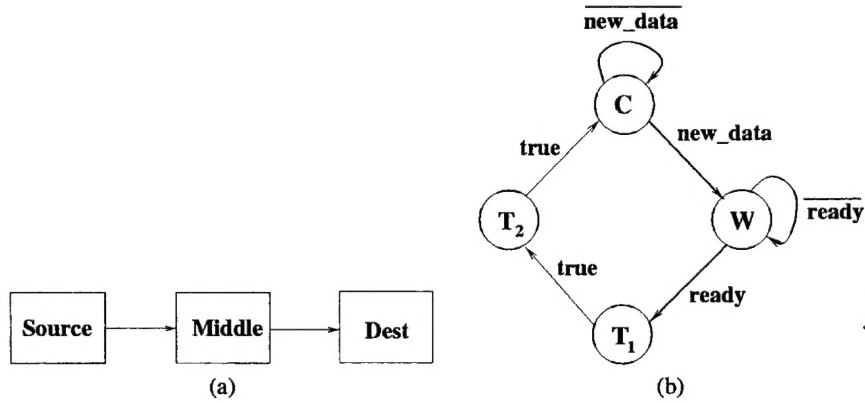 Source
Middle
Dest
(a)
new_data
C
new_data
true
T2
W
ready
true
ready
T1
(b)